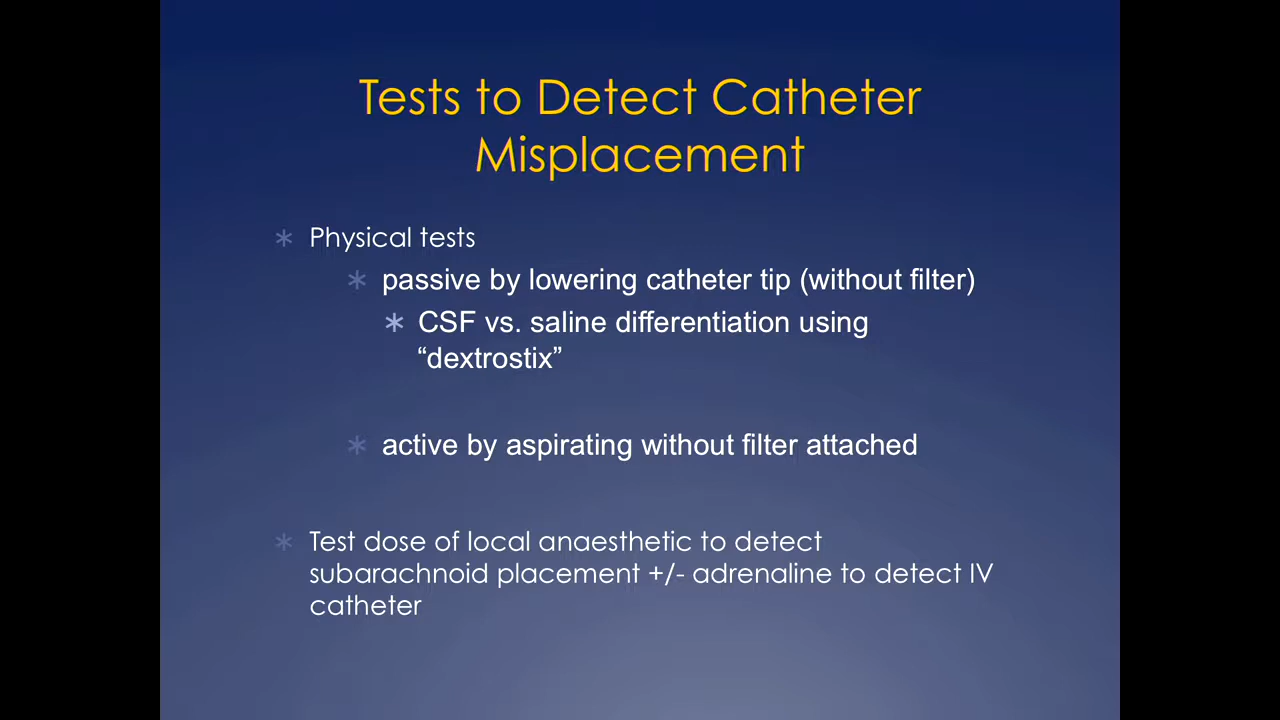 Tests to Detect Catheter
Misplacement
Physical tests
passive by lowering catheter tip (without filter)
CSF vs. saline differentiation using
“dextrostix”
active by aspirating without filter attached
Test dose of local anaesthetic to detect
subarachnoid placement +/- adrenaline to detect IV
catheter